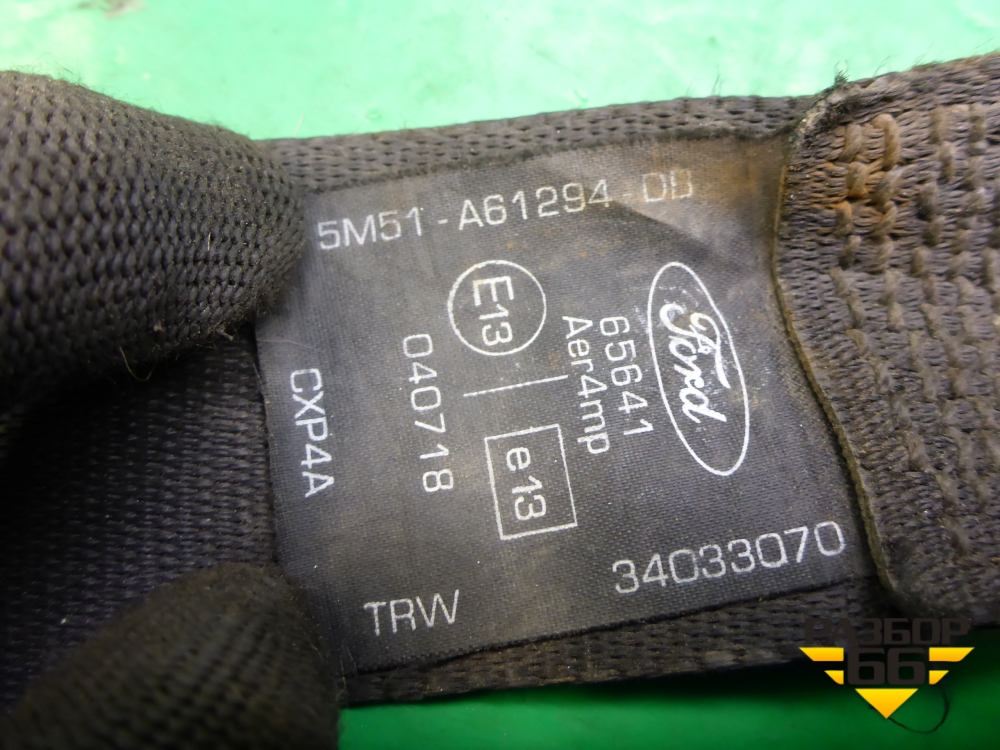 5M51-A61294-DB
E13
Ford
65641
Aer4mp
040718
e13
CXP4A
34033070
TRW
РАЗБОР
66